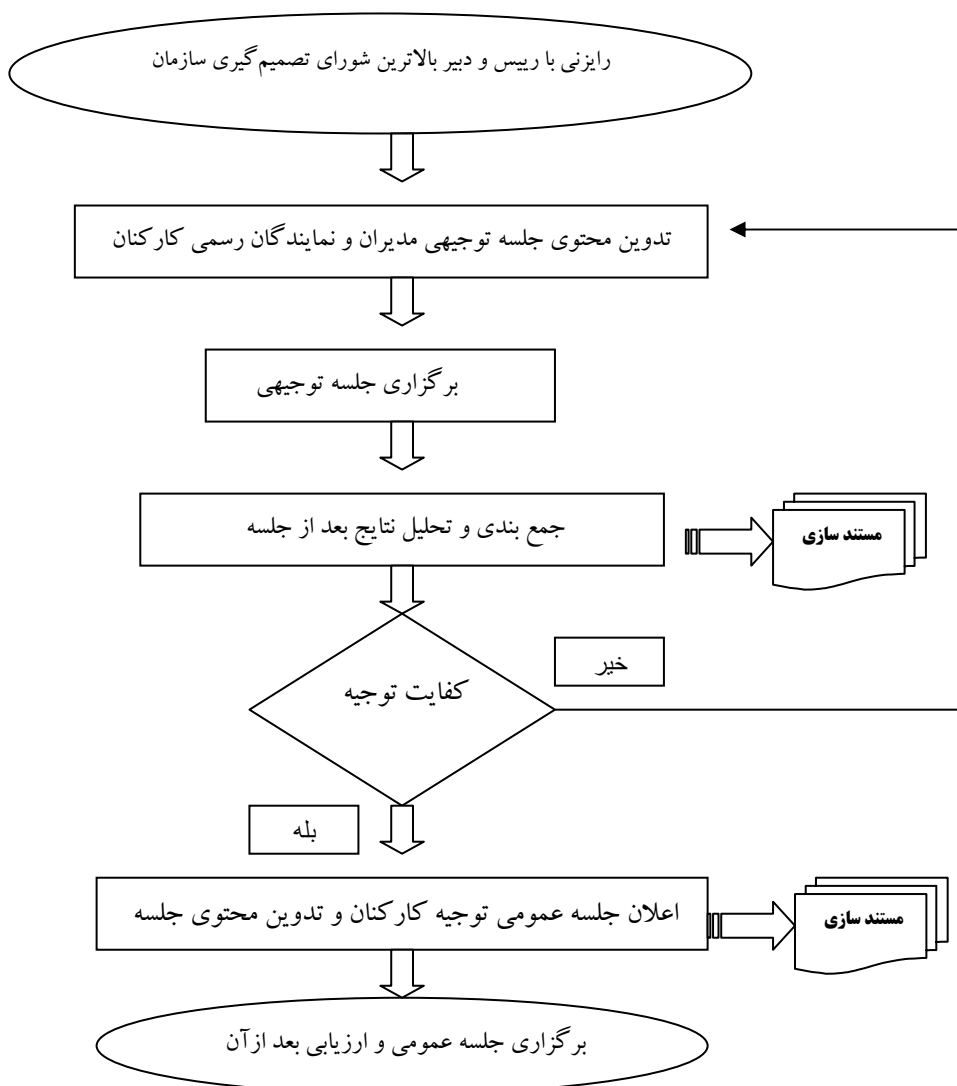 رایزنی با رییس و دبیر بالاترین شورای تصمیم‌گیری سازمان
تدوین محتوی جلسه توجیهی مدیران و نمایندگان رسمی کارکنان
برگزاری جلسه توجیهی
جمع بندی و تحلیل نتایج بعد از جلسه
مستند سازی
خیر
کفایت توجیه
بله
اعلان جلسه عمومی توجیه کارکنان و تدوین محتوی جلسه
مستند سازی
برگزاری جلسه عمومی و ارزیابی بعد ازآن